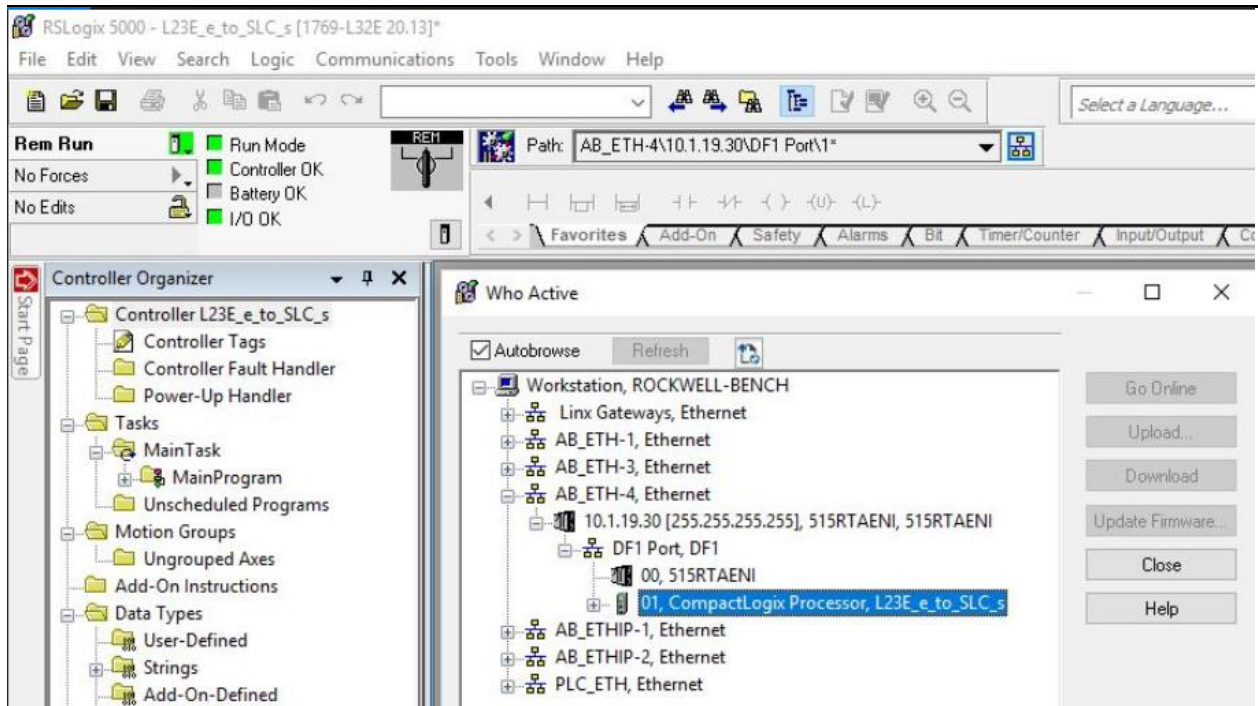 RSLogix 5000 - L23E_e_to_SLC_s [1769-L32E 20.13]*
File Edit View Search Logic Communications Tools Window Help
Select a Language...
Rem Run
Run Mode
No Forces
Controller OK
Battery OK
No Edits
I/O OK
REM
Path: AB_ETH-4\10.1.19.30\DF1 Port\1*
Favorites Add-On Safety Alarms Bit Timer/Counter Input/Output
Start Page
Controller Organizer
Controller L23E_e_to_SLC_s
Controller Tags
Controller Fault Handler
Power-Up Handler
Tasks
MainTask
MainProgram
Unscheduled Programs
Motion Groups
Ungrouped Axes
Add-On Instructions
Data Types
User-Defined
Strings
Add-On-Defined
Who Active
Autobrowse Refresh
Workstation, ROCKWELL-BENCH
Linx Gateways, Ethernet
AB_ETH-1, Ethernet
AB_ETH-3, Ethernet
AB_ETH-4, Ethernet
10.1.19.30 [255.255.255.255], 515RTAENI, 515RTAENI
DF1 Port, DF1
00, 515RTAENI
01, CompactLogix Processor, L23E_e_to_SLC_s
AB_ETHIP-1, Ethernet
AB_ETHIP-2, Ethernet
PLC_ETH, Ethernet
Go Online
Upload...
Download
Update Firmware...
Close
Help